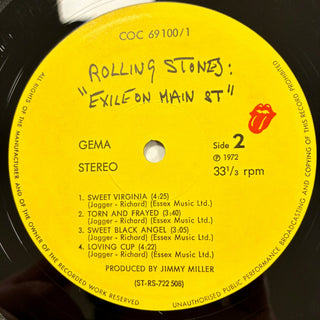 COC 69100/1
ROLLING STONES:
"EXILE ON MAIN ST"
GEMA
STEREO
Side 2
℗ 1972
33 1/3 rpm
1. SWEET VIRGINIA (4:25)
(Jagger - Richard) (Essex Music Ltd.)
2. TORN AND FRAYED (3:40)
(Jagger - Richard) (Essex Music Ltd.)
3. SWEET BLACK ANGEL (3:05)
(Jagger - Richard) (Essex Music Ltd.)
4. LOVING CUP (4:22)
(Jagger - Richard) (Essex Music Ltd.)
PRODUCED BY JIMMY MILLER
(ST-RS-722 508)
ALL RIGHTS OF THE MANUFACTURER AND OF THE OWNER OF THE RECORDED WORK RESERVED
UNAUTHORISED PUBLIC PERFORMANCE BROADCASTING AND COPYING OF THIS RECORD PROHIBITED